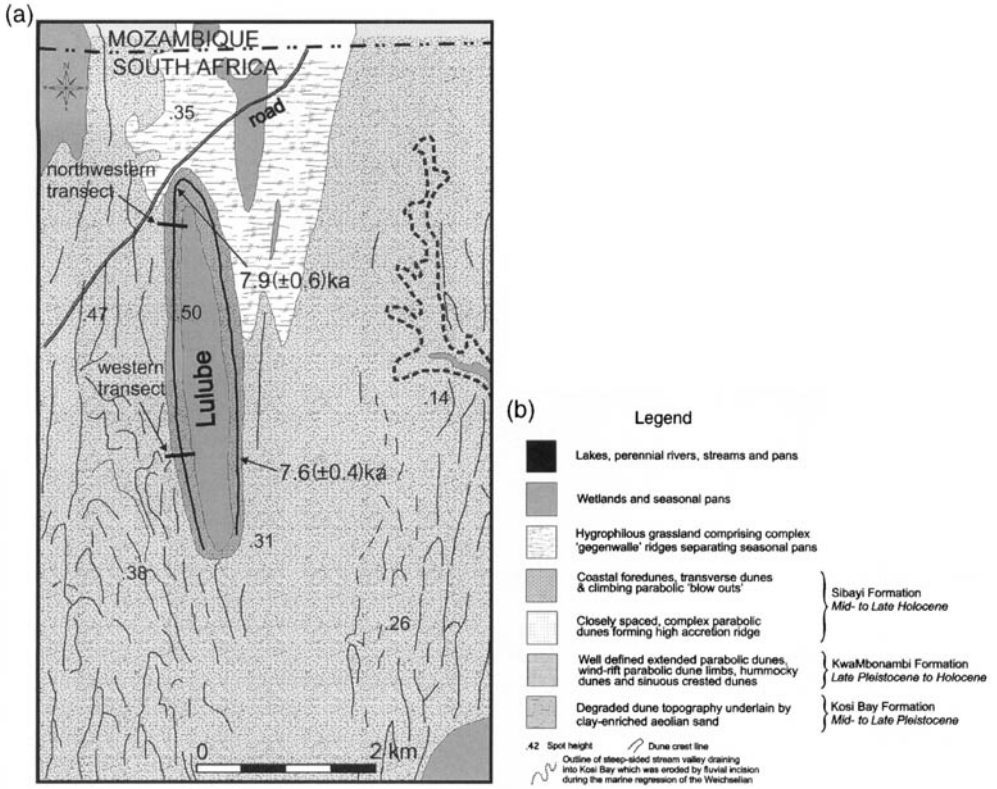 (a)
MOZAMBIQUE
SOUTH AFRICA
N
.35
road
northwestern
transect
7.9(±0.6)ka
.47
.50
western
transect
Lulube
.14
7.6(±0.4)ka
.31
.38
.26
0
2 km
(b)
Legend
Lakes, perennial rivers, streams and pans
Wetlands and seasonal pans
Hygrophilous grassland comprising complex
'gegenwalle' ridges separating seasonal pans
Coastal foredunes, transverse dunes
& climbing parabolic 'blow outs'
Closely spaced, complex parabolic
dunes forming high accretion ridge
Sibayi Formation
Mid- to Late Holocene
Well defined extended parabolic dunes,
wind-rift parabolic dune limbs, hummocky
dunes and sinuous crested dunes
KwaMbonambi Formation
Late Pleistocene to Holocene
Degraded dune topography underlain by
clay-enriched aeolian sand
Kosi Bay Formation
Mid- to Late Pleistocene
.42 Spot height
Dune crest line
Outline of steep-sided stream valley draining
into Kosi Bay which was eroded by fluvial incision
during the marine regression of the Weichselian